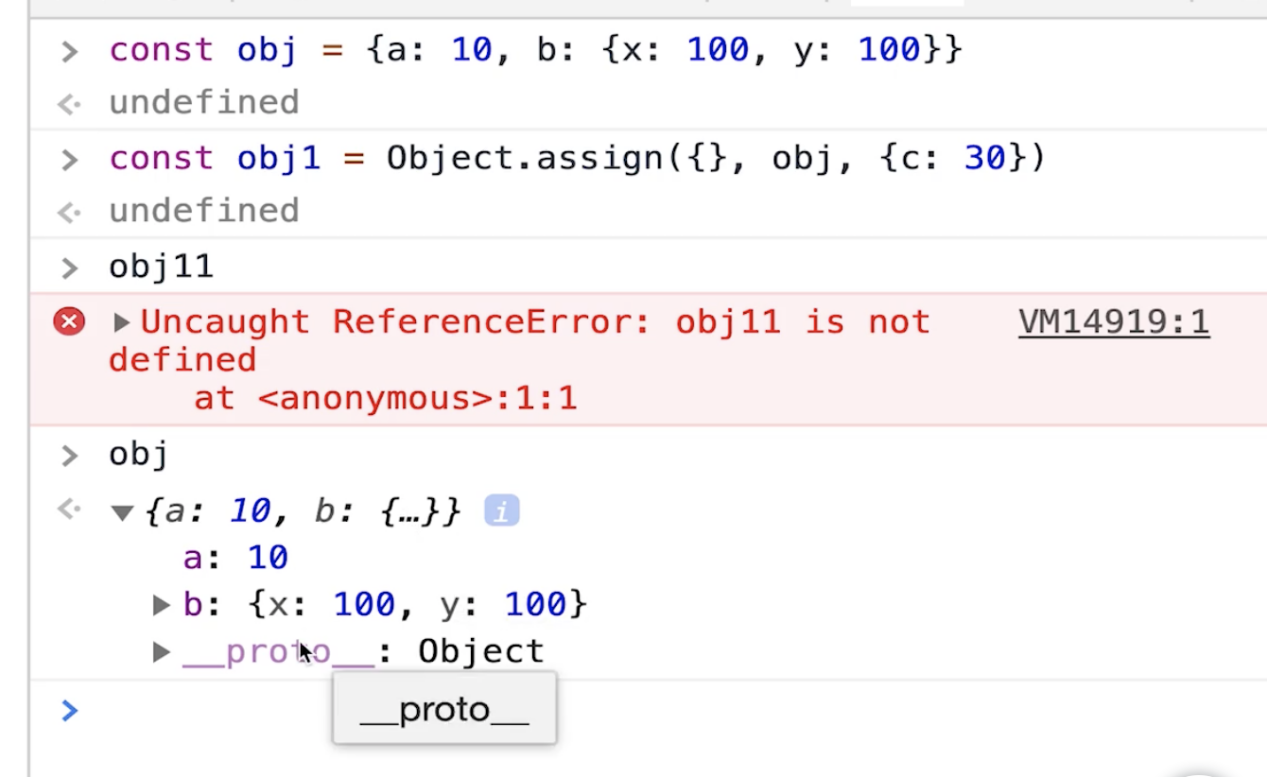 > const obj = {a: 10, b: {x: 100, y: 100}}
undefined
> const obj1 = Object.assign({}, obj, {c: 30})
undefined
> obj11
Uncaught ReferenceError: obj11 is not VM14919:1
defined
at <anonymous>:1:1
> obj
{a: 10, b: {…}} i
a: 10
b: {x: 100, y: 100}
__proto__: Object
__proto__
>